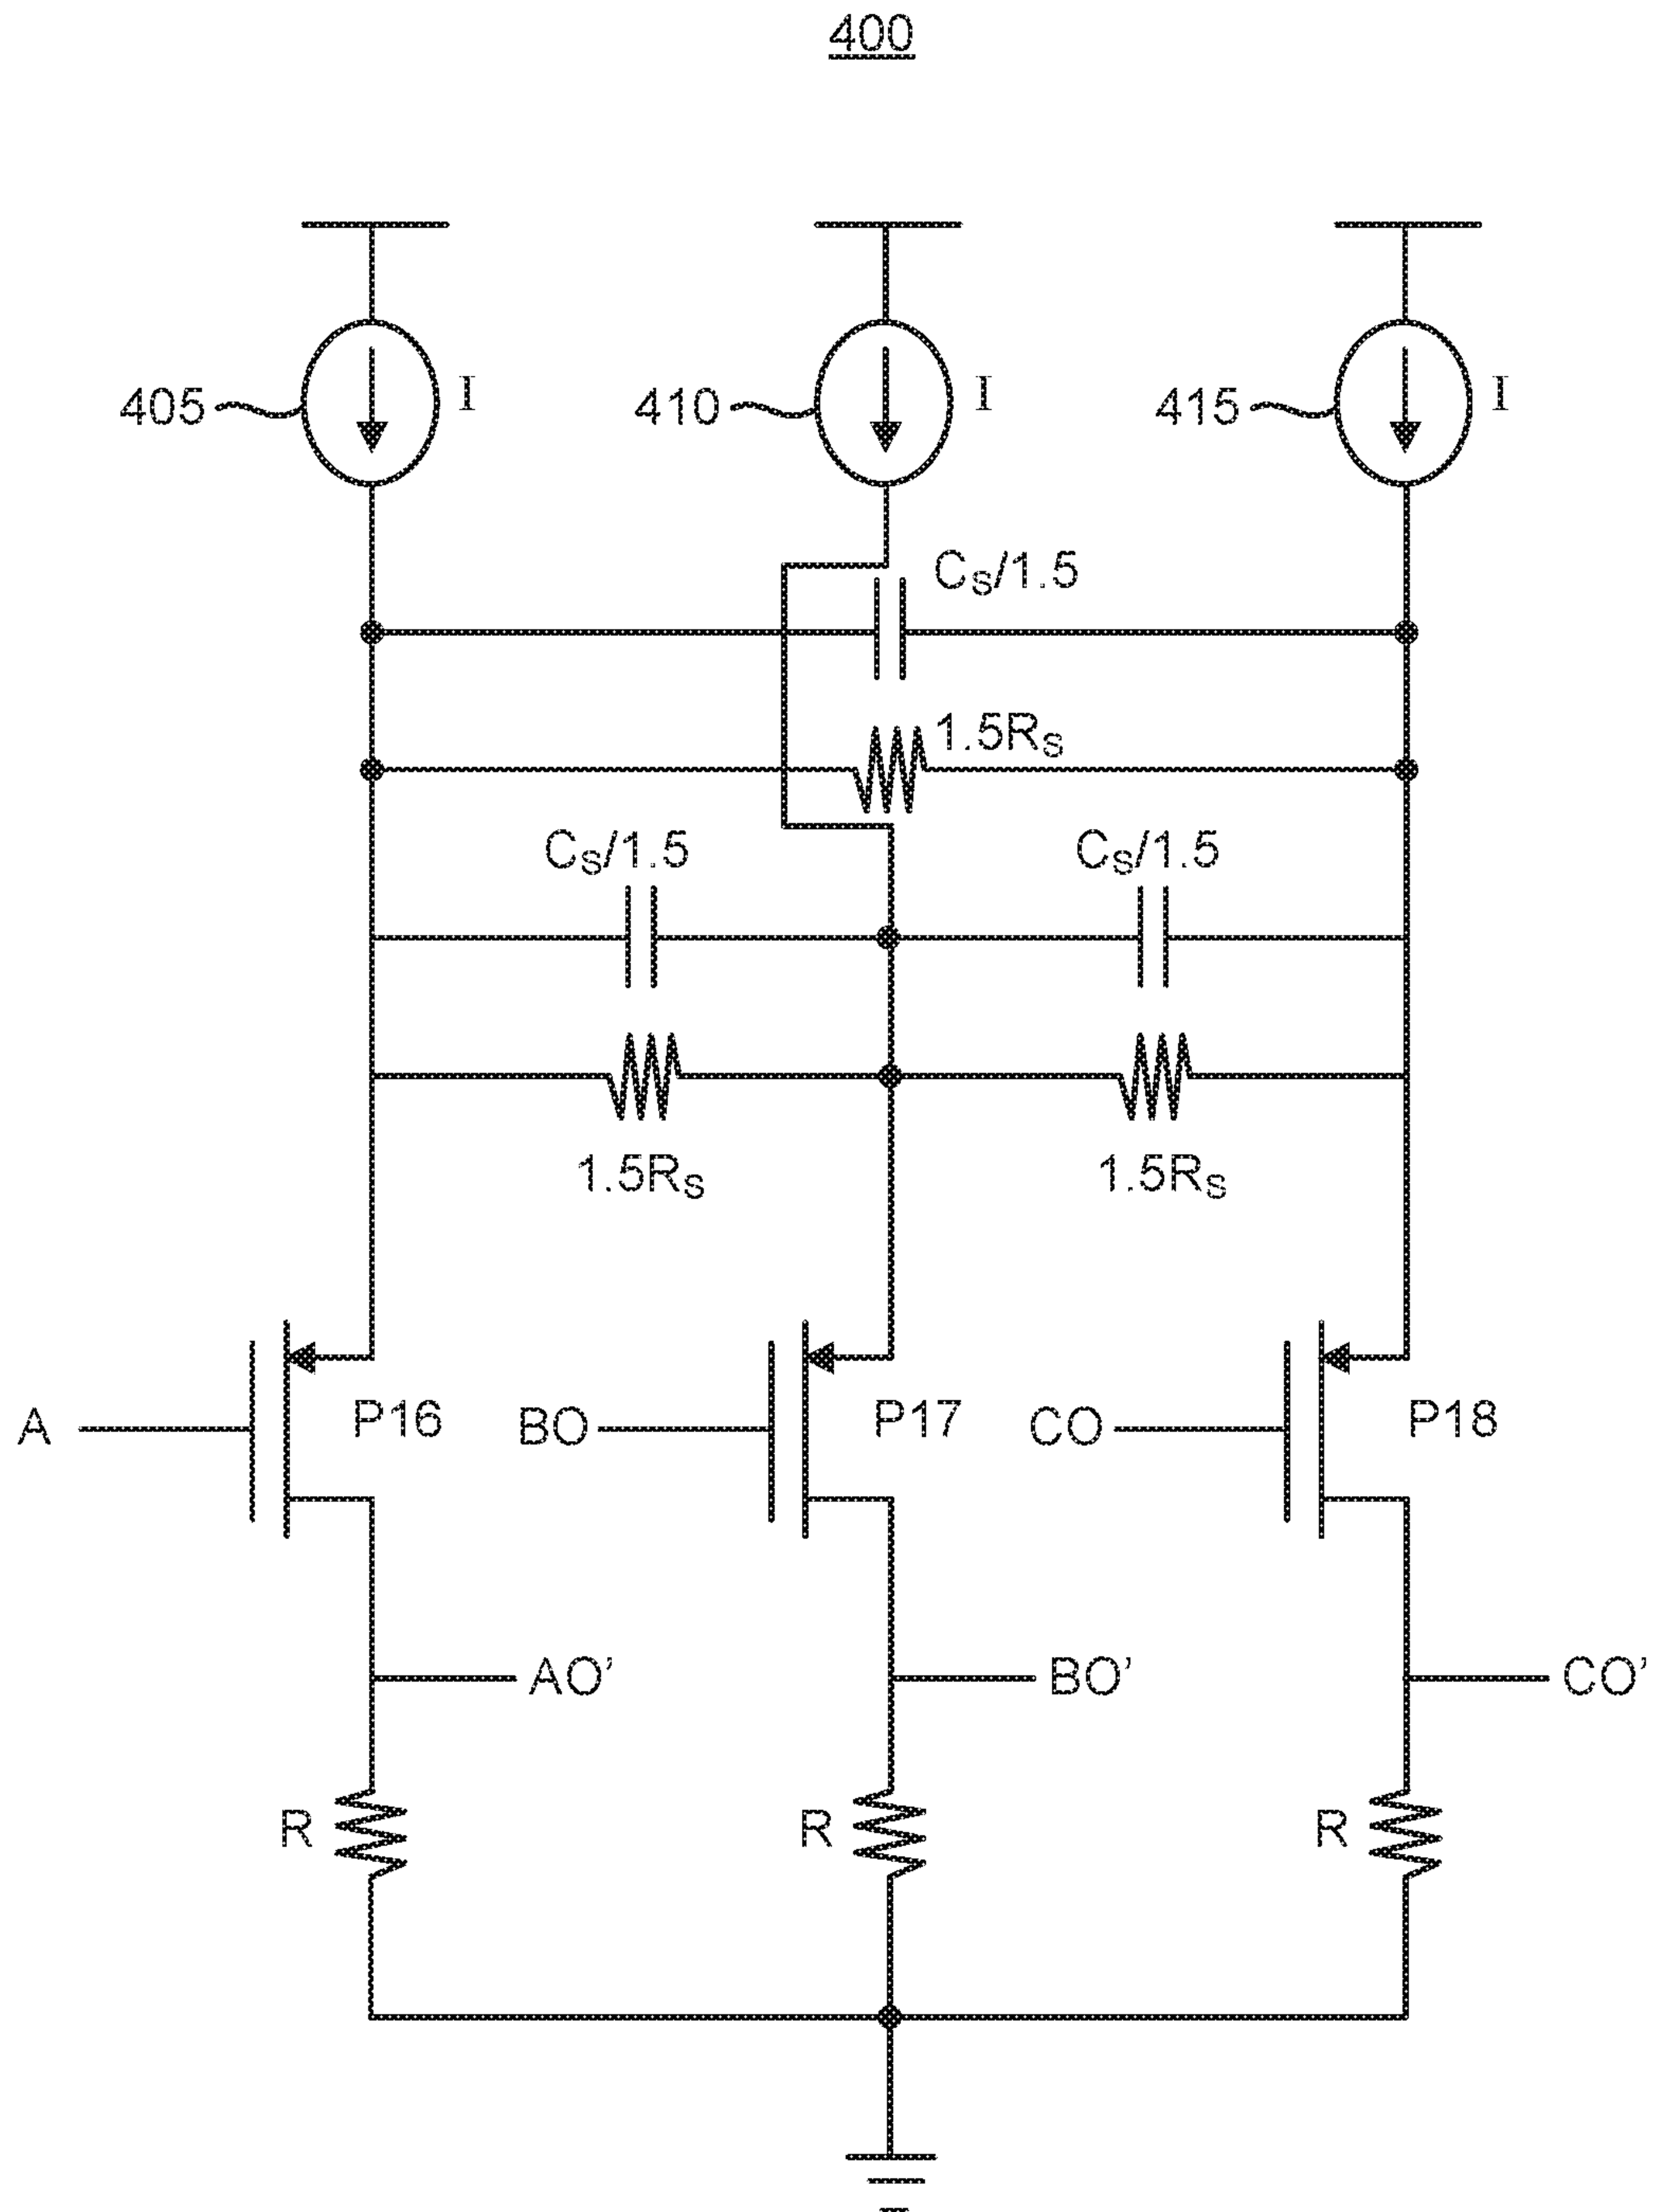 400
405 I 410 I 415 I
CS/1.5
1.5RS
CS/1.5 CS/1.5
1.5RS 1.5RS
A P16 BO P17 CO P18
AO' BO' CO'
R R R